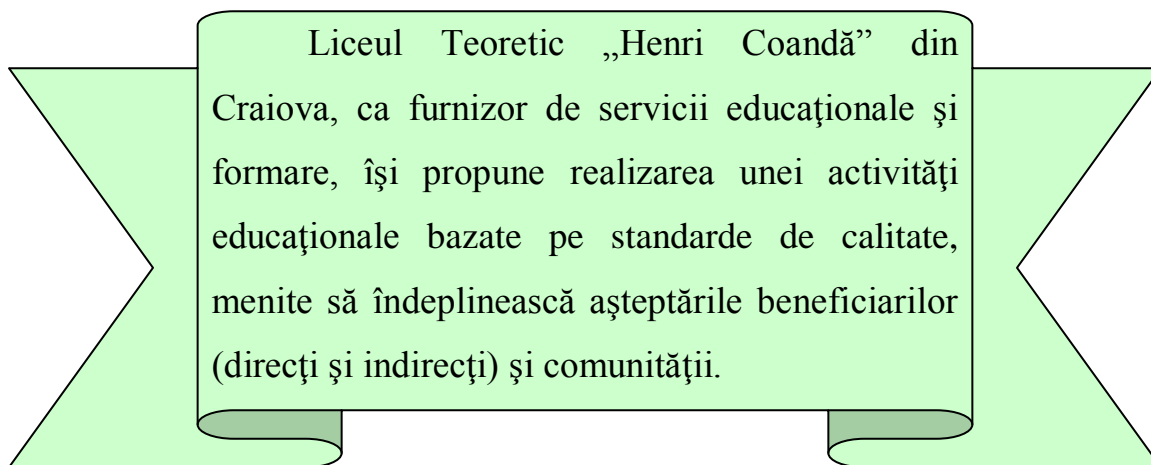 Liceul Teoretic „Henri Coandă” din
Craiova, ca furnizor de servicii educaţionale şi
formare, îşi propune realizarea unei activităţi
educaţionale bazate pe standarde de calitate,
menite să îndeplinească aşteptările beneficiarilor
(direcţi şi indirecţi) şi comunităţii.